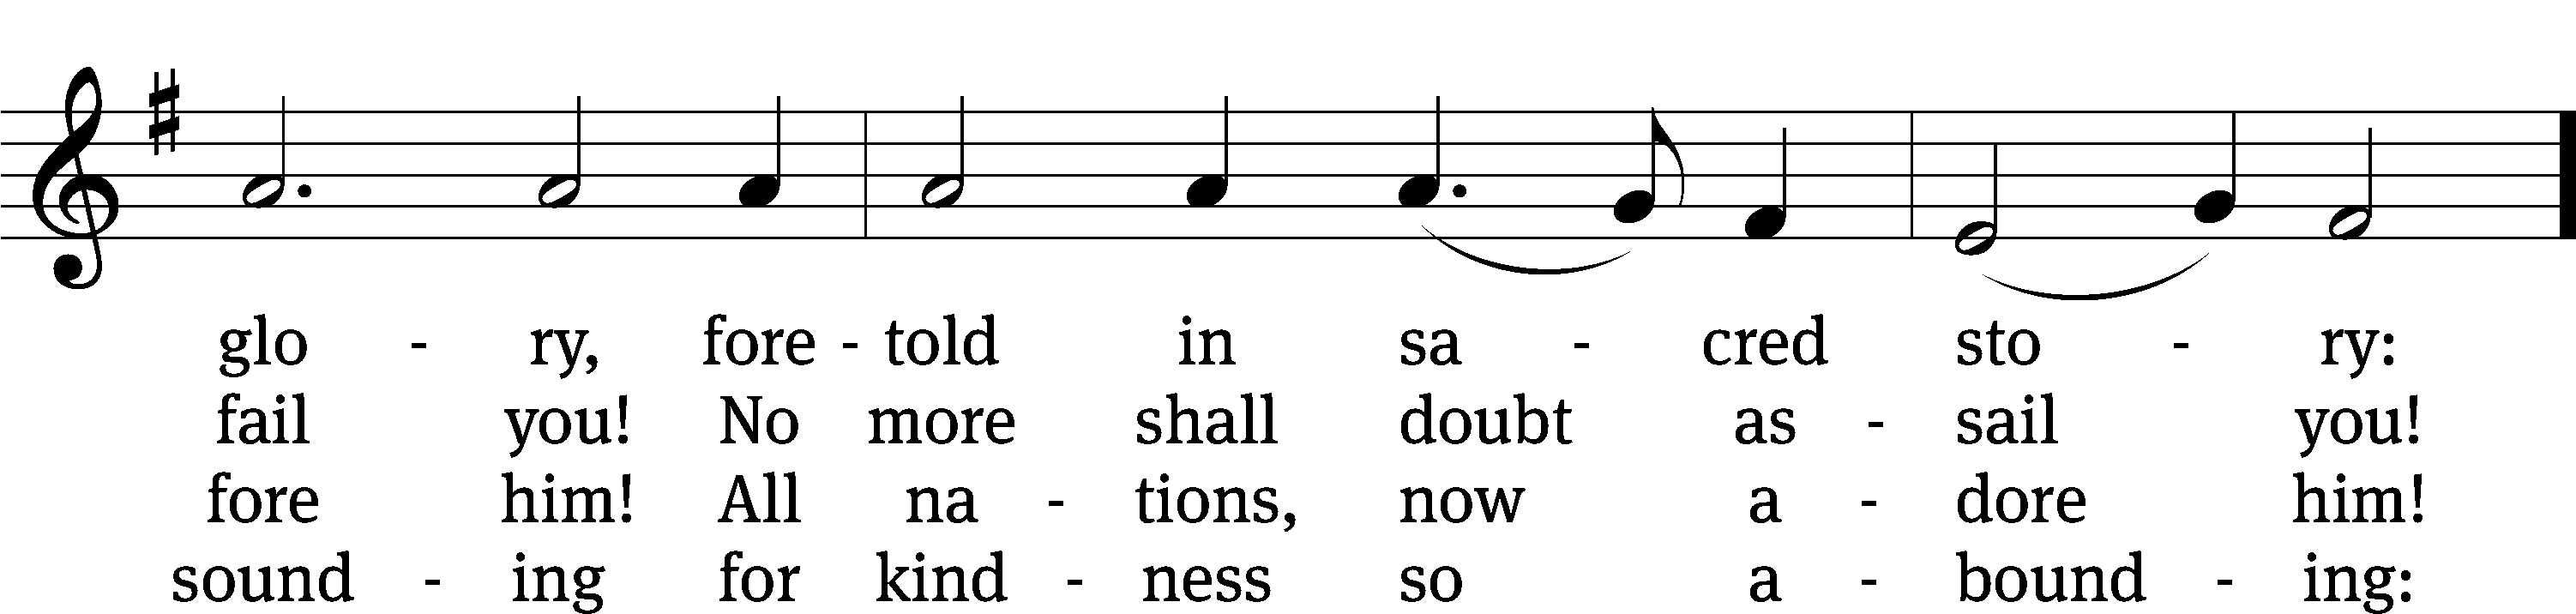 glo - ry, fore - told in sa - cred sto - ry:
fail you! No more shall doubt as - sail you!
fore him! All na - tions, now a - dore him!
sound - ing for kind - ness so a - bound - ing: